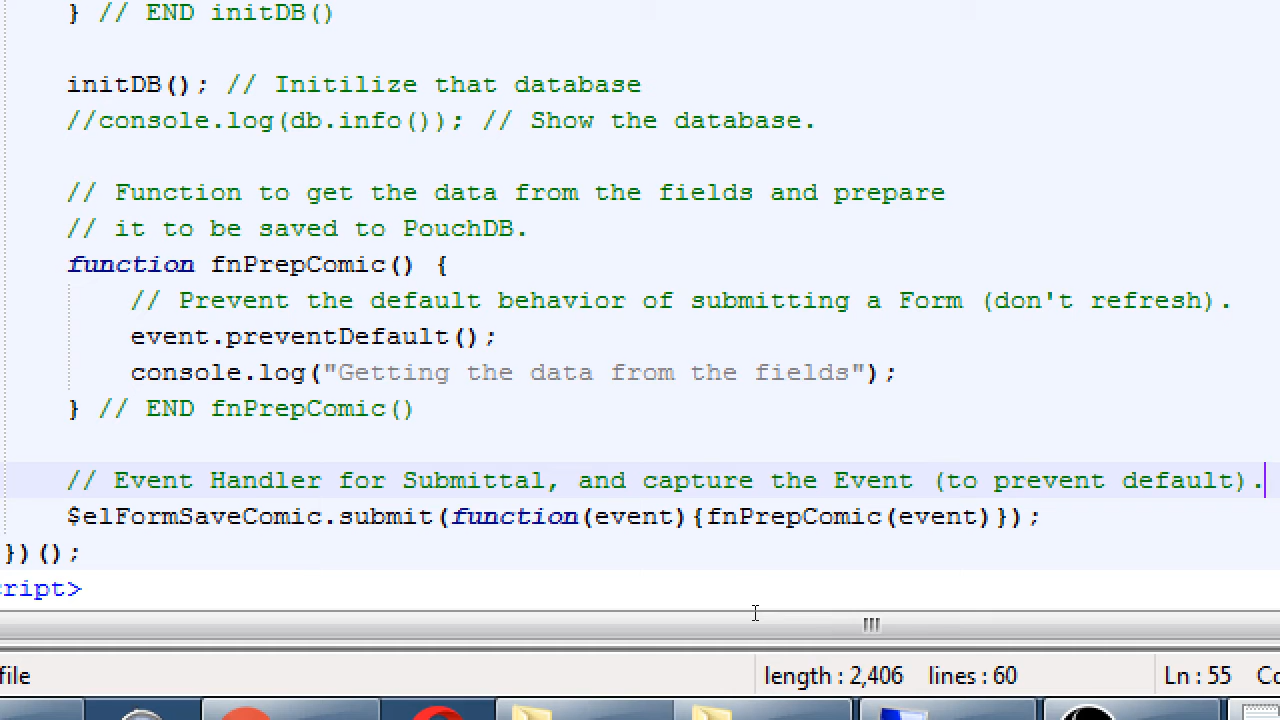 } // END initDB()
initDB(); // Initilize that database
//console.log(db.info()); // Show the database.
// Function to get the data from the fields and prepare
// it to be saved to PouchDB.
function fnPrepComic() {
// Prevent the default behavior of submitting a Form (don't refresh).
event.preventDefault();
console.log("Getting the data from the fields");
} // END fnPrepComic()
// Event Handler for Submittal, and capture the Event (to prevent default).
$elFormSaveComic.submit(function(event){fnPrepComic(event)});
})();
ript>
file length : 2,406 lines : 60 Ln : 55 Co